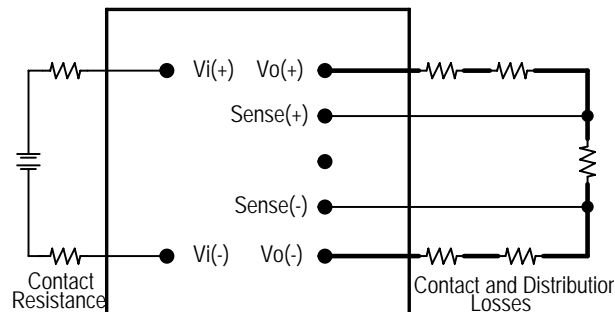 Vi(+) Vo(+)
Sense(+)
Sense(-)
Vi(-) Vo(-)
Contact
Resistance
Contact and Distribution
Losses